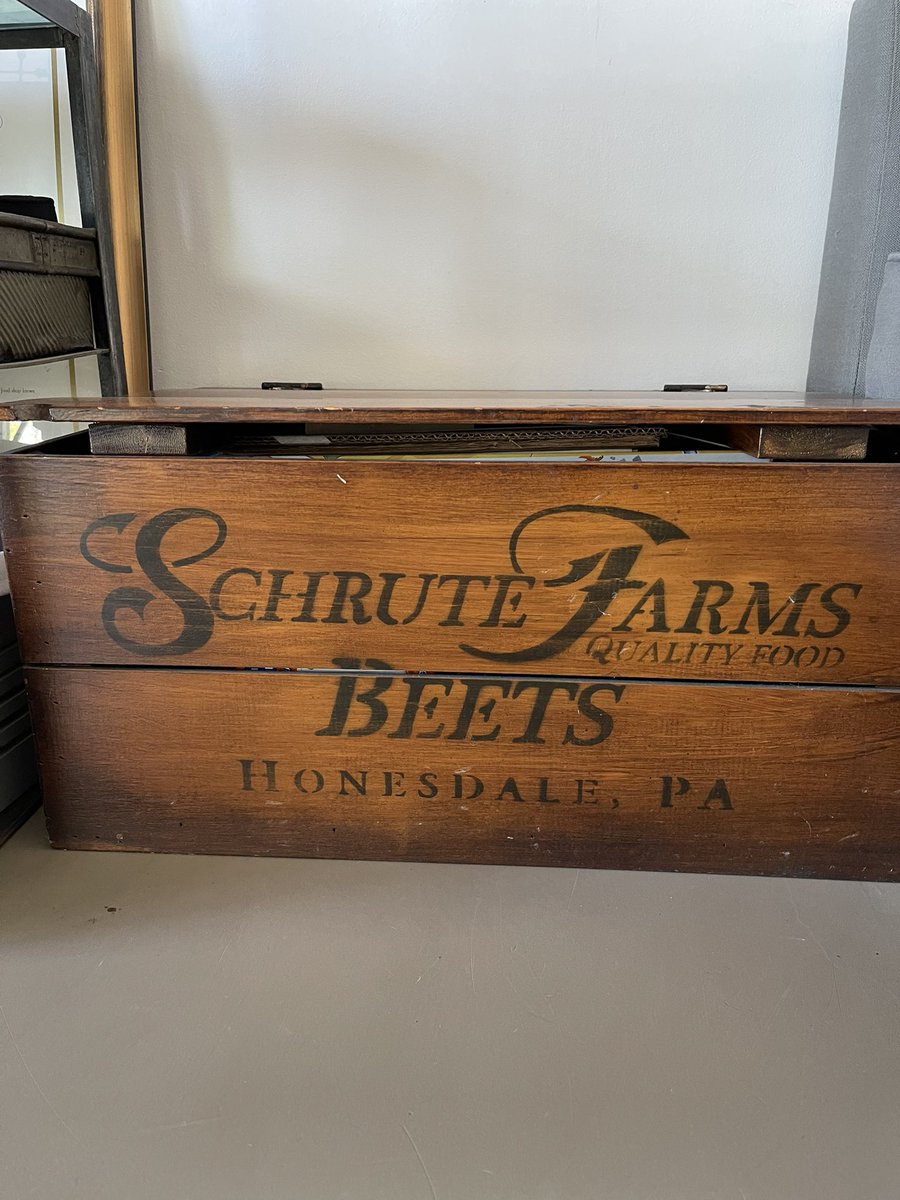 SCHRUTE FARMS
QUALITY FOOD
BEETS
HONESDALE, PA